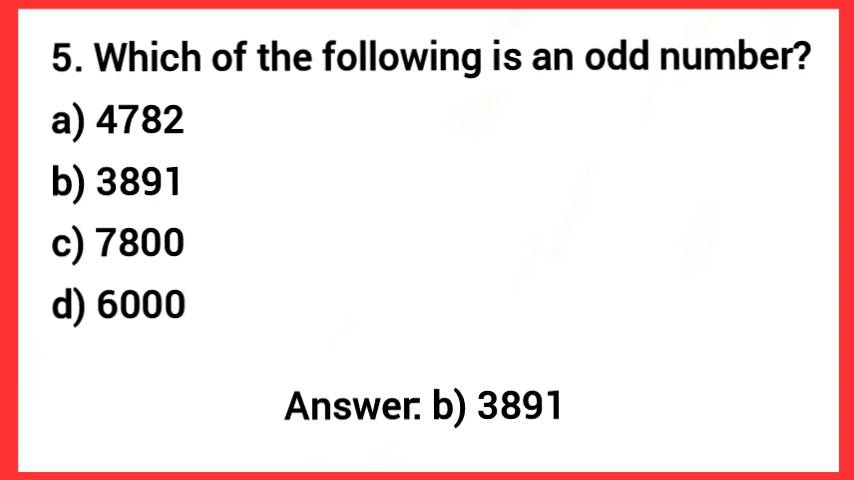 5. Which of the following is an odd number?
a) 4782
b) 3891
c) 7800
d) 6000
Answer: b) 3891